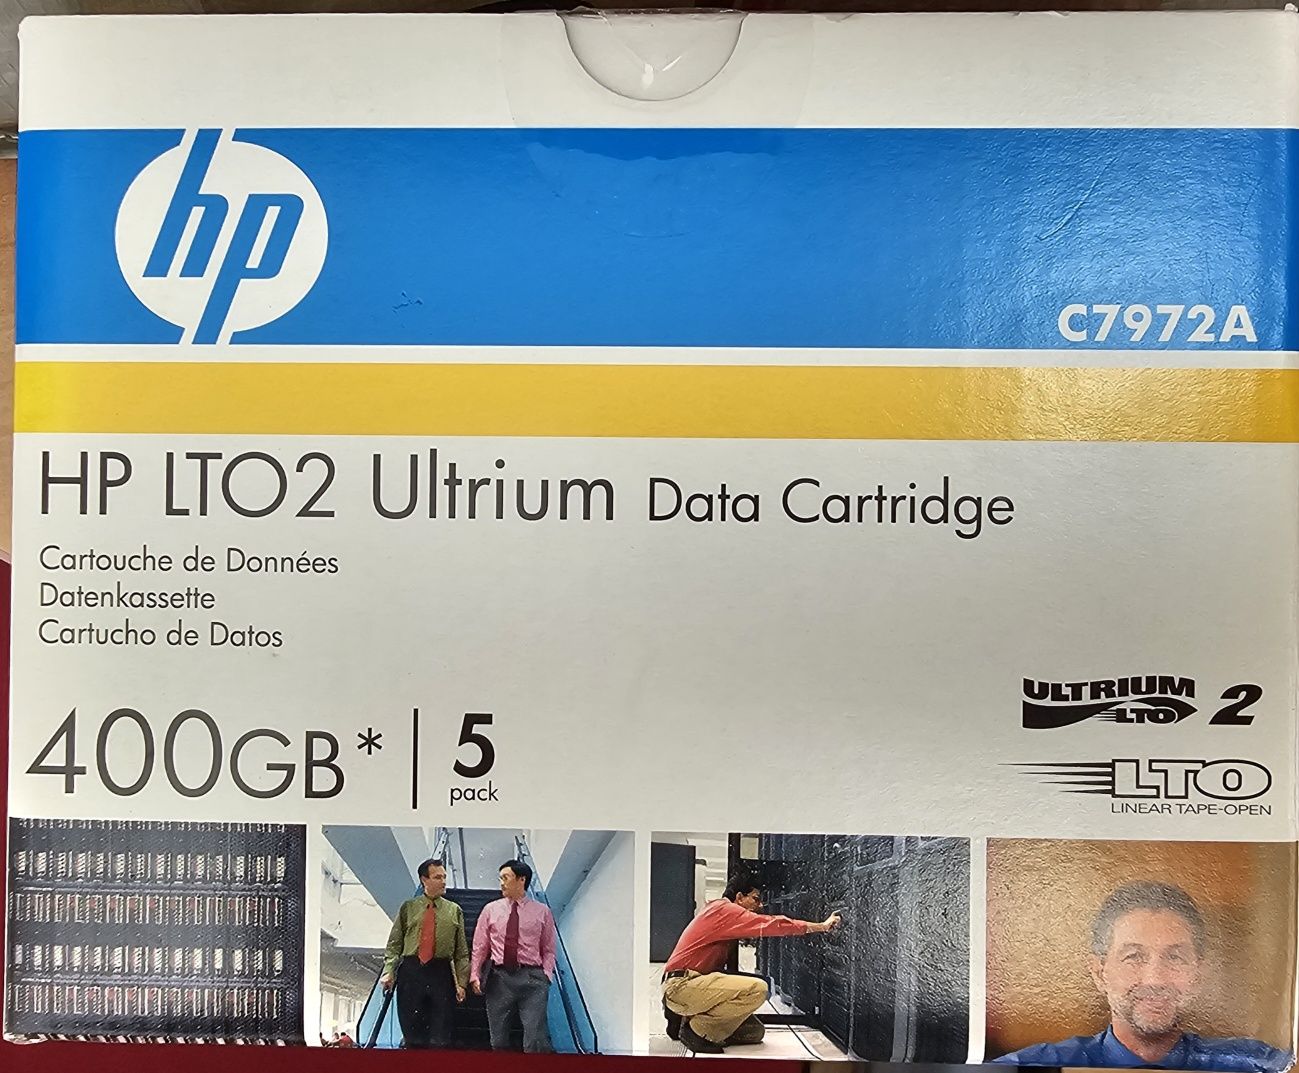 hp
C7972A
HP LTO2 Ultrium Data Cartridge
Cartouche de Données
Datenkassette
Cartucho de Datos
400GB* | 5
pack
ULTRIUM
LTO 2
LTO
LINEAR TAPE-OPEN